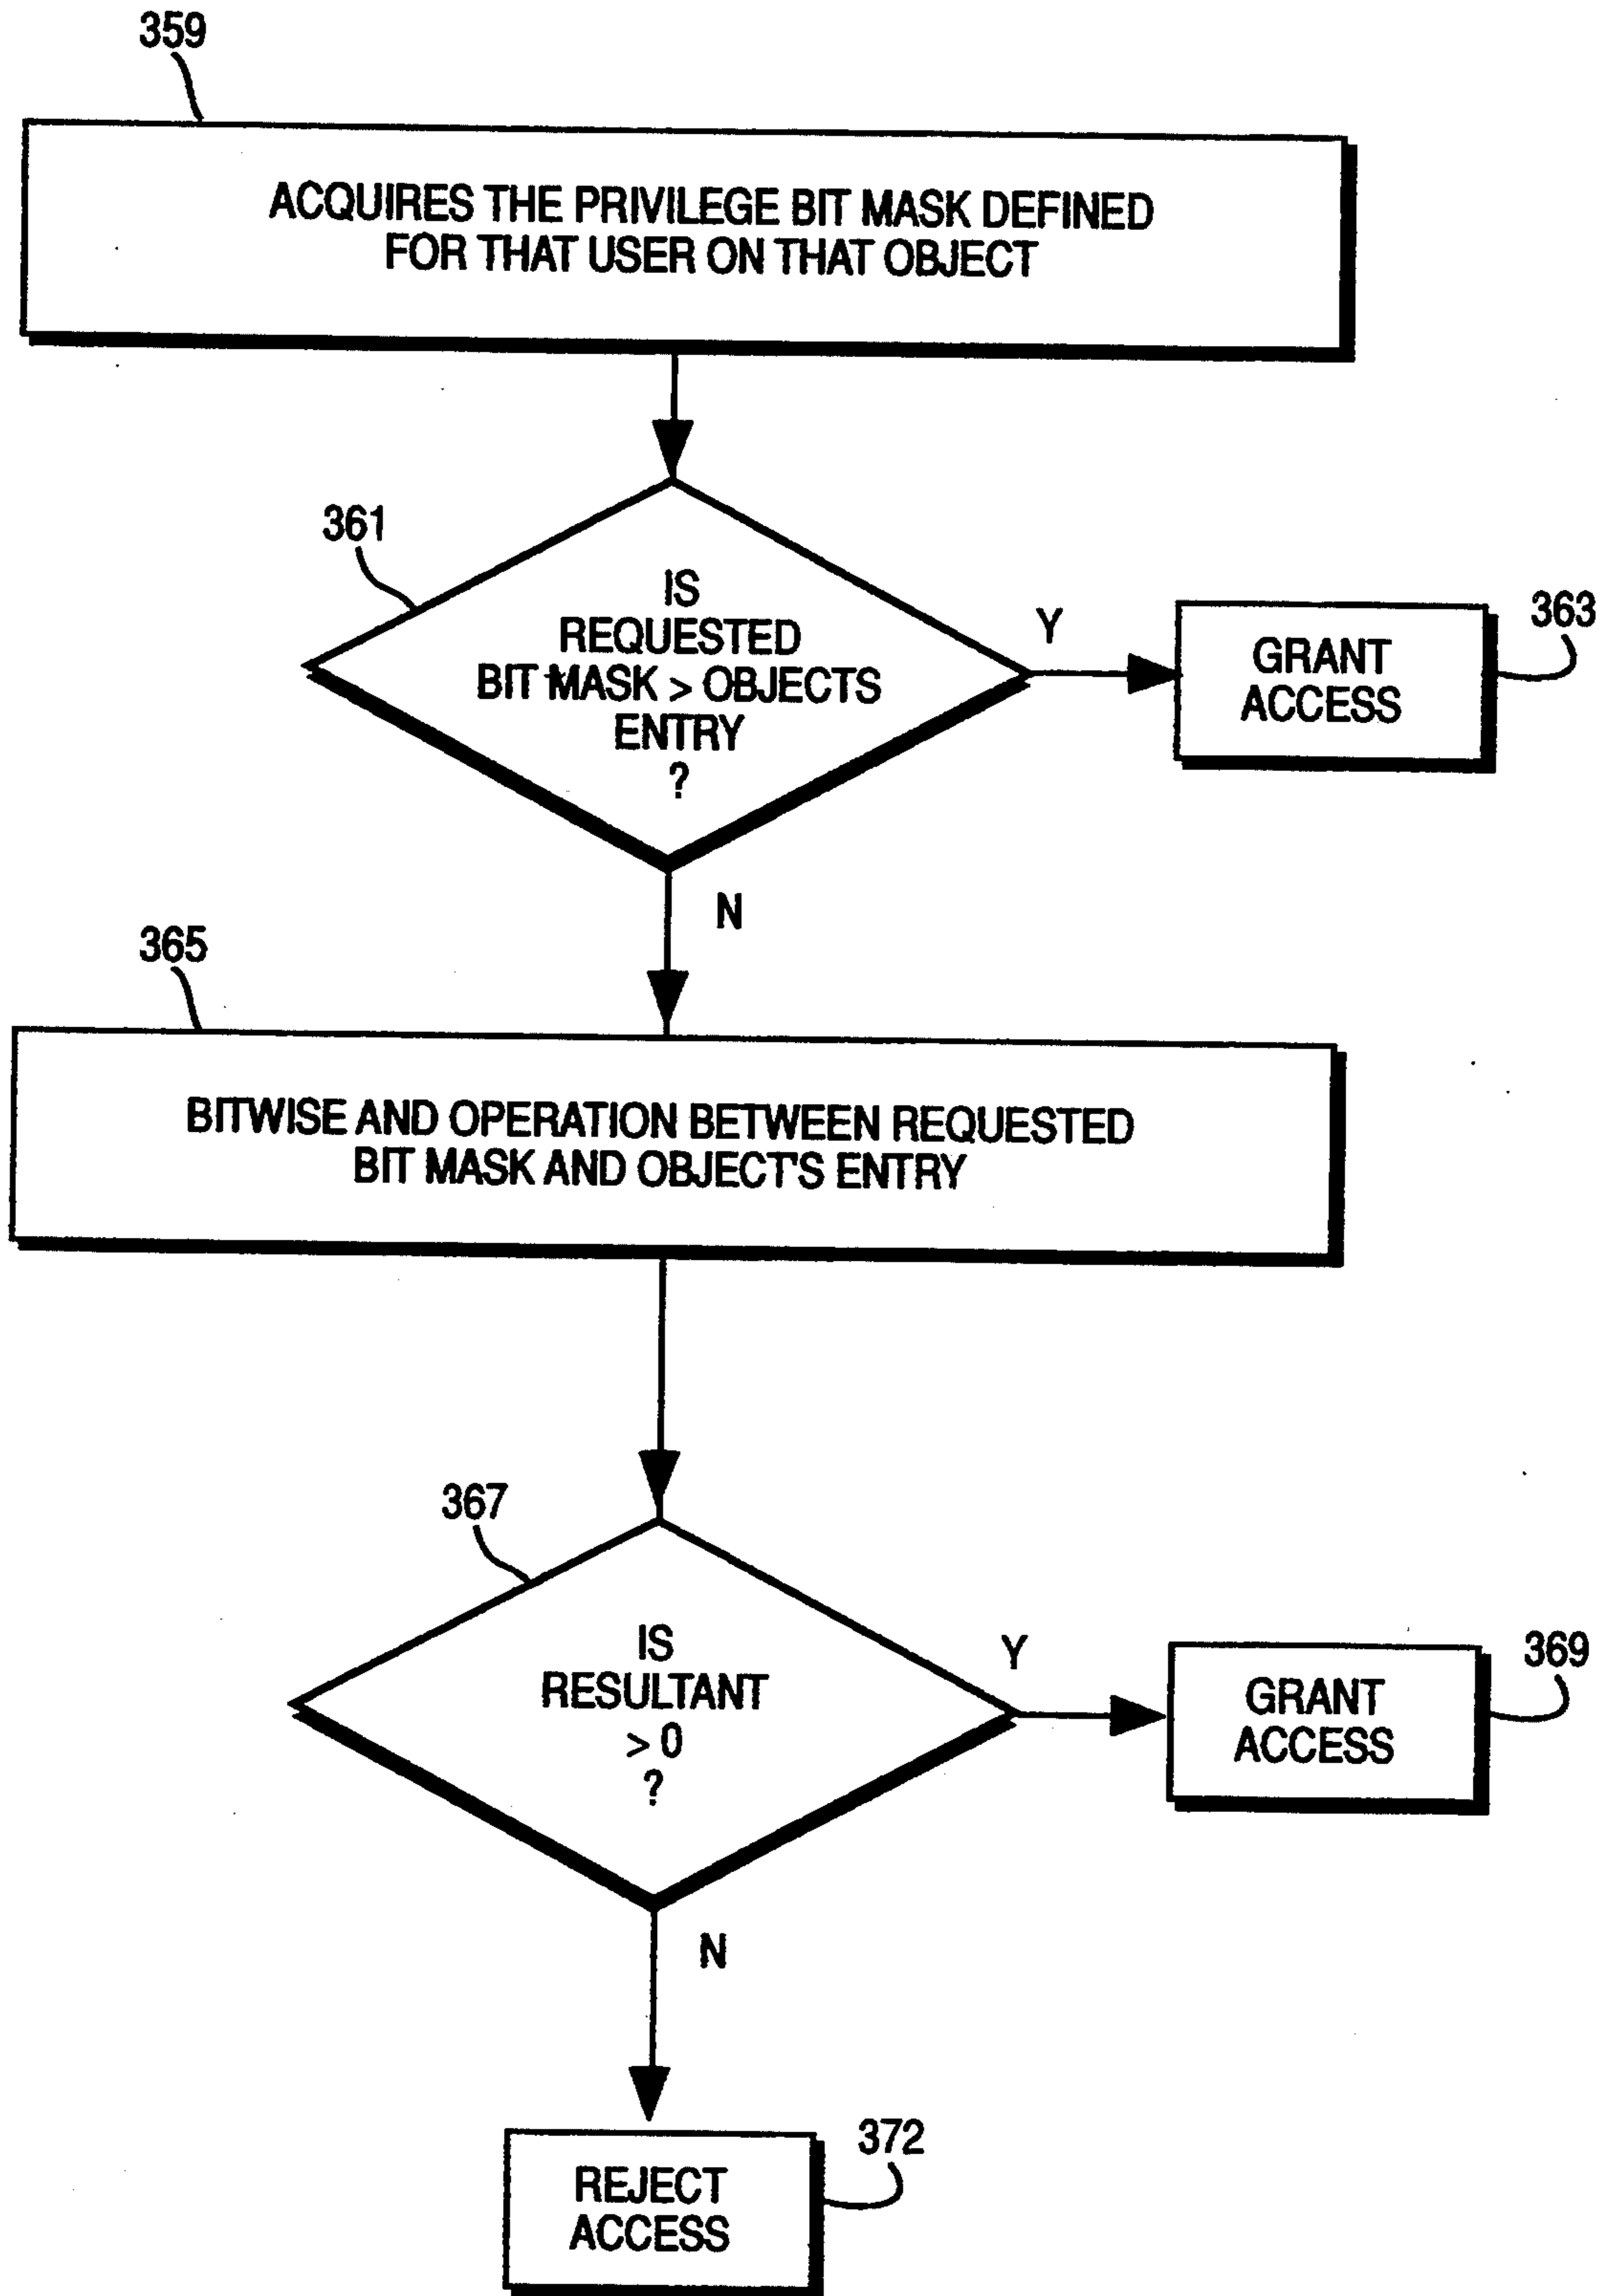 359
ACQUIRES THE PRIVILEGE BIT MASK DEFINED
FOR THAT USER ON THAT OBJECT
361
IS
REQUESTED
BIT MASK > OBJECTS
ENTRY
?
Y
GRANT
ACCESS
363
N
365
BITWISE AND OPERATION BETWEEN REQUESTED
BIT MASK AND OBJECT'S ENTRY
367
IS
RESULTANT
> 0
?
Y
GRANT
ACCESS
369
N
REJECT
ACCESS
372